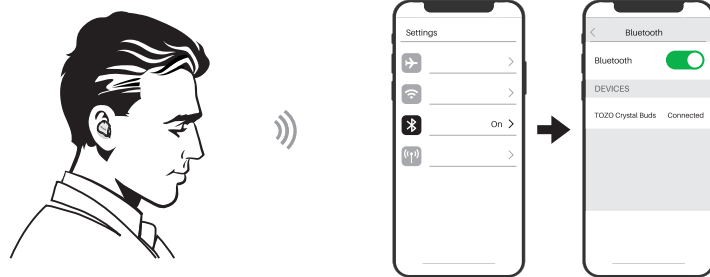 Settings
On
Bluetooth
Bluetooth
DEVICES
TOZO Crystal Buds Connected